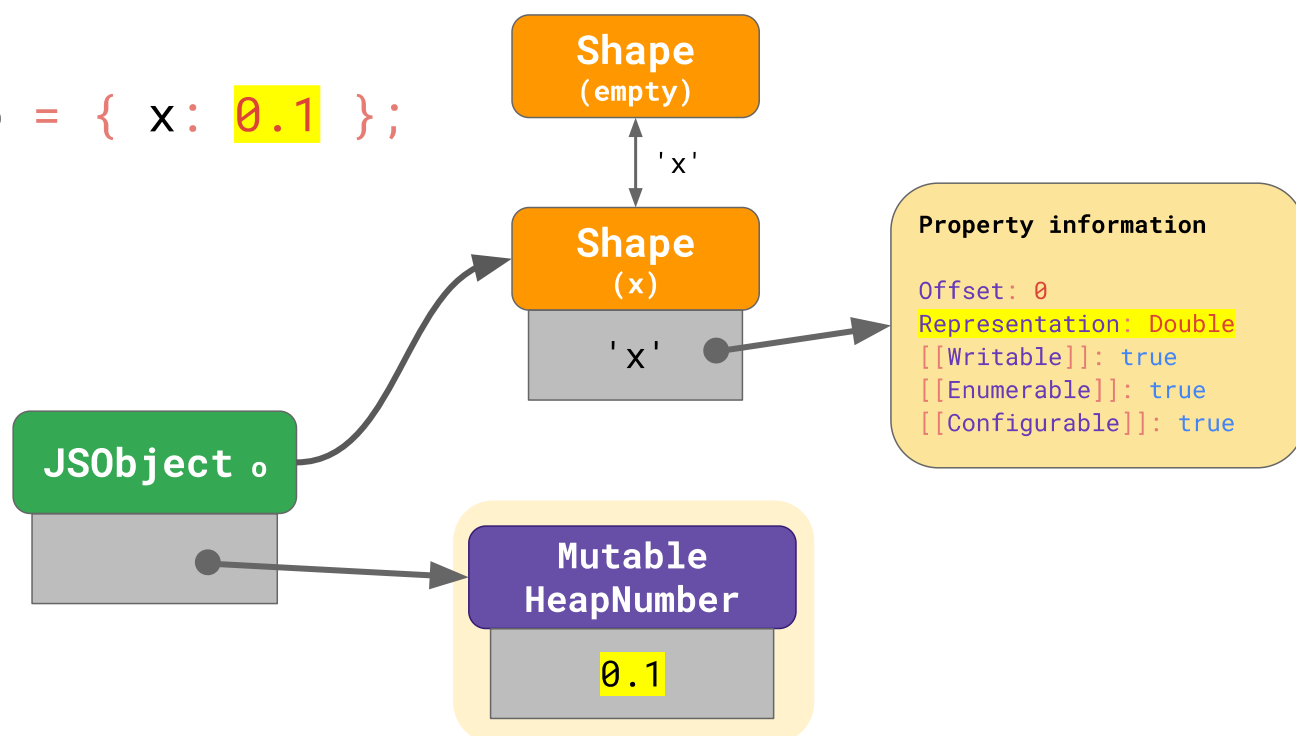 = { x: 0.1 };
Shape
(empty)
'x'
Shape
(x)
'x'
Property information
Offset: 0
Representation: Double
[[Writable]]: true
[[Enumerable]]: true
[[Configurable]]: true
JSObject o
Mutable
HeapNumber
0.1